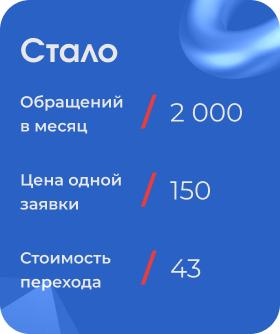 Стало
Обращений
в месяц
/ 2 000
Цена одной
заявки
/ 150
Стоимость
перехода
/ 43